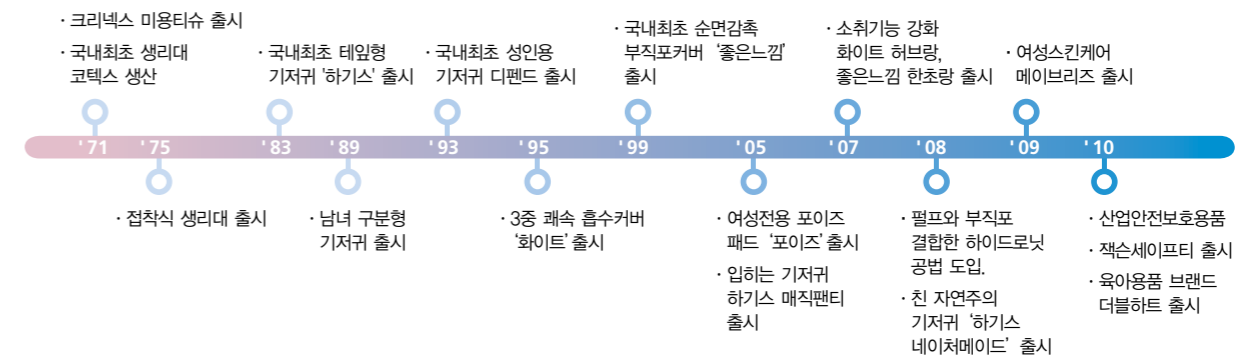 · 크리넥스 미용티슈 출시
· 국내최초 생리대
코텍스 생산
· 국내최초 테잎형
기저귀 '하기스' 출시
· 국내최초 성인용
기저귀 디펜드 출시
· 국내최초 순면감촉
부직포커버 ‘좋은느낌’
출시
· 소취기능 강화
화이트 허브랑,
좋은느낌 한초랑 출시
· 여성스킨케어
메이브리즈 출시
'71 '75 '83 '89 '93 '95 '99 '05 '07 '08 '09 '10
· 접착식 생리대 출시
· 남녀 구분형
기저귀 출시
· 3중 쾌속 흡수커버
‘화이트’ 출시
· 여성전용 포이즈
패드 ‘포이즈’ 출시
· 입히는 기저귀
하기스 매직팬티
출시
· 펄프와 부직포
결합한 하이드로닛
공법 도입.
· 친 자연주의
기저귀 ‘하기스
네이처메이드’ 출시
· 산업안전보호용품
· 잭슨세이프티 출시
· 육아용품 브랜드
더블하트 출시